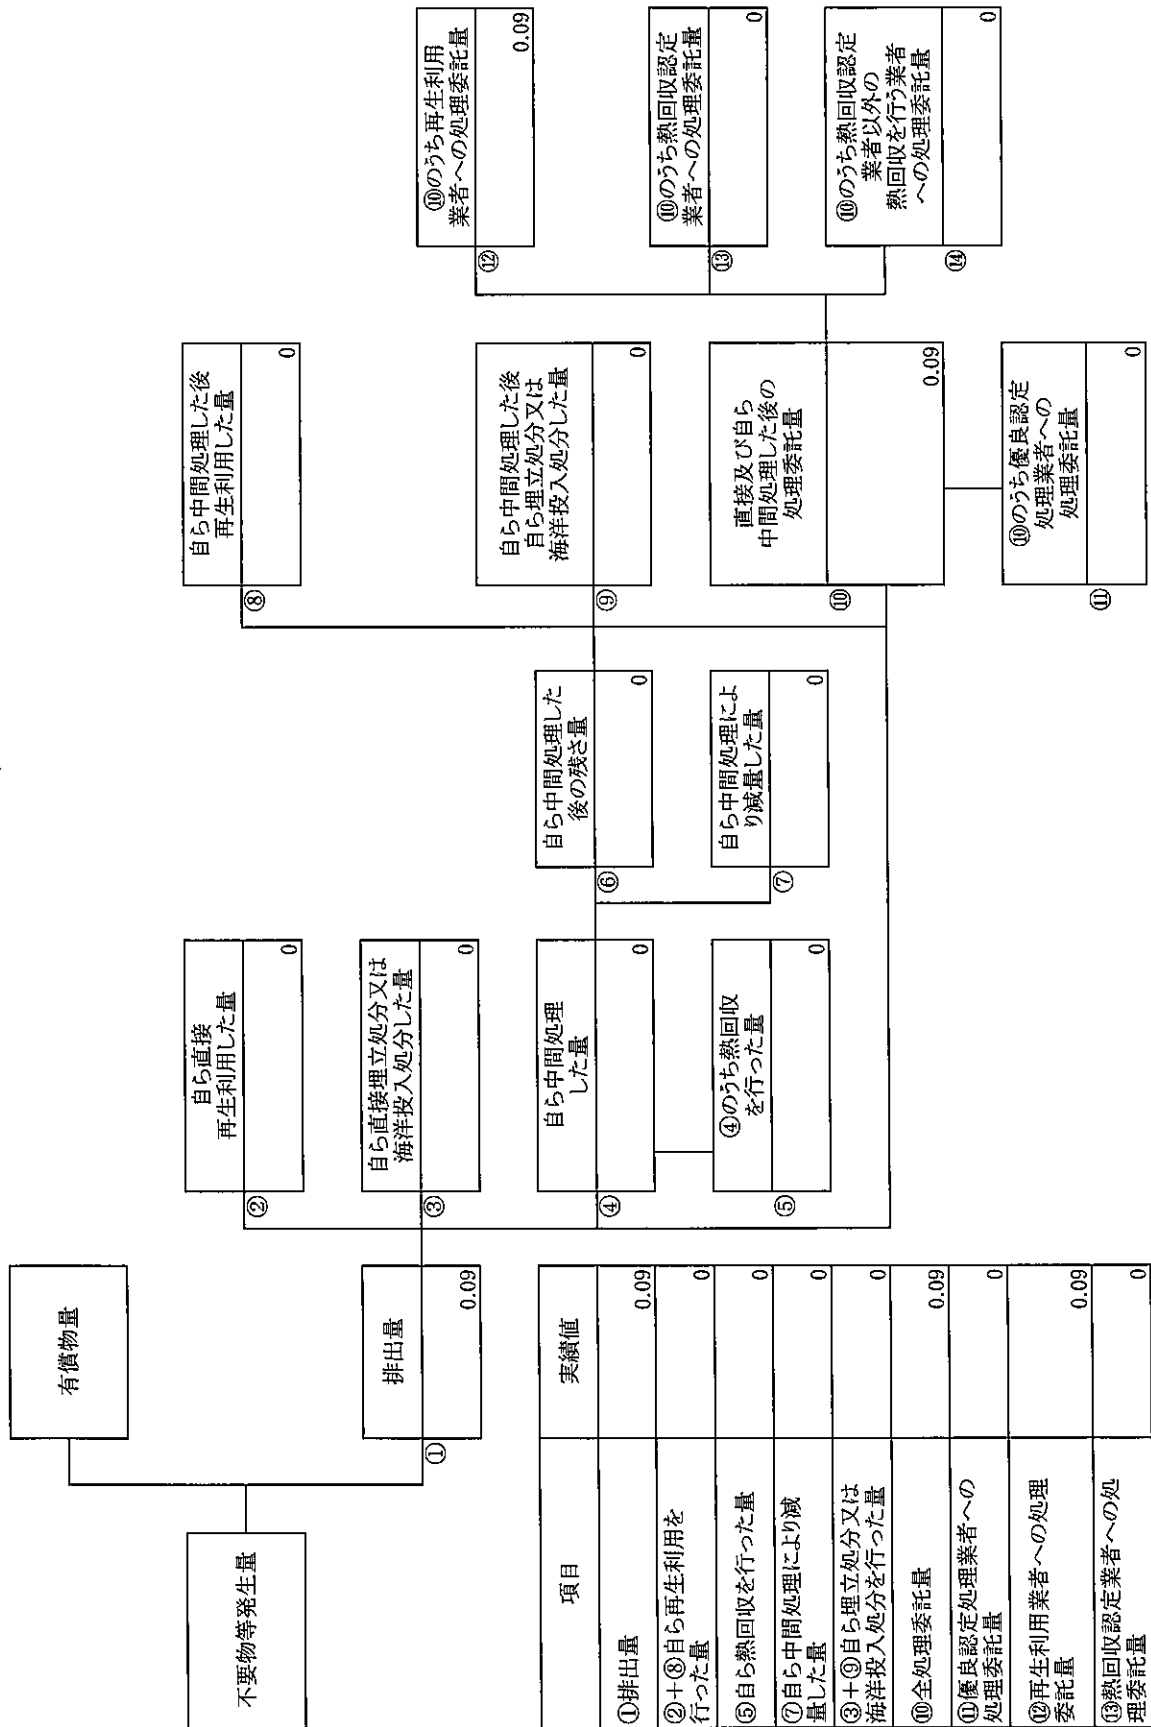 不要物等発生量
有償物量
①
排出量
0.09
②
自ら直接
再生利用した量
0
③
自ら直接埋立処分又は
海洋投入処分した量
0
④
自ら中間処理
した量
0
⑤
④のうち熱回収
を行った量
0
⑥
自ら中間処理した
後の残さ量
0
⑦
自ら中間処理によ
り減量した量
0
⑧
自ら中間処理した後
再生利用した量
0
⑨
自ら中間処理した後
自ら埋立処分又は
海洋投入処分した量
0
⑩
直接及び自ら
中間処理した後の
処理委託量
0.09
⑪
⑩のうち優良認定
処理業者への
処理委託量
0
⑫
⑩のうち再生利用
業者への処理委託量
0.09
⑬
⑩のうち熱回収認定
業者への処理委託量
0
⑭
⑩のうち熱回収認定
業者以外の
熱回収を行う業者
への処理委託量
0
項目 実績値
①排出量 0.09
②+⑧自ら再生利用を
行った量 0
⑤自ら熱回収を行った量 0
⑦自ら中間処理により減
量した量 0
③+⑨自ら埋立処分又は
海洋投入処分を行った量 0
⑩全処理委託量 0.09
⑪優良認定処理業者への
処理委託量 0
⑫再生利用業者への処理
委託量 0.09
⑬熱回収認定業者への処
理委託量 0